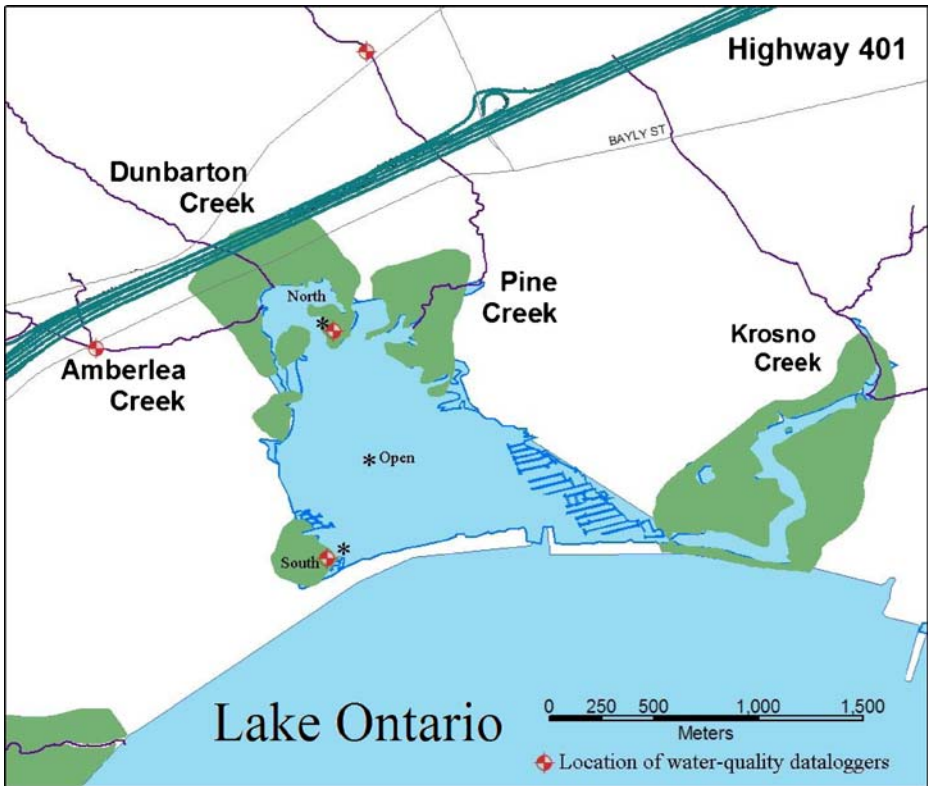 Highway 401
BAYLY ST
Dunbarton
Creek
North
*
Pine
Creek
Krosno
Creek
Amberlea
Creek
* Open
*
South
Lake Ontario
0 250 500 1,000 1,500
Meters
Location of water-quality dataloggers